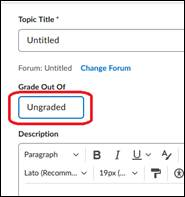 Topic Title *
Untitled
Forum: Untitled Change Forum
Grade Out Of
Ungraded
Description
Paragraph B I U A
Lato (Recomm... 19px (...